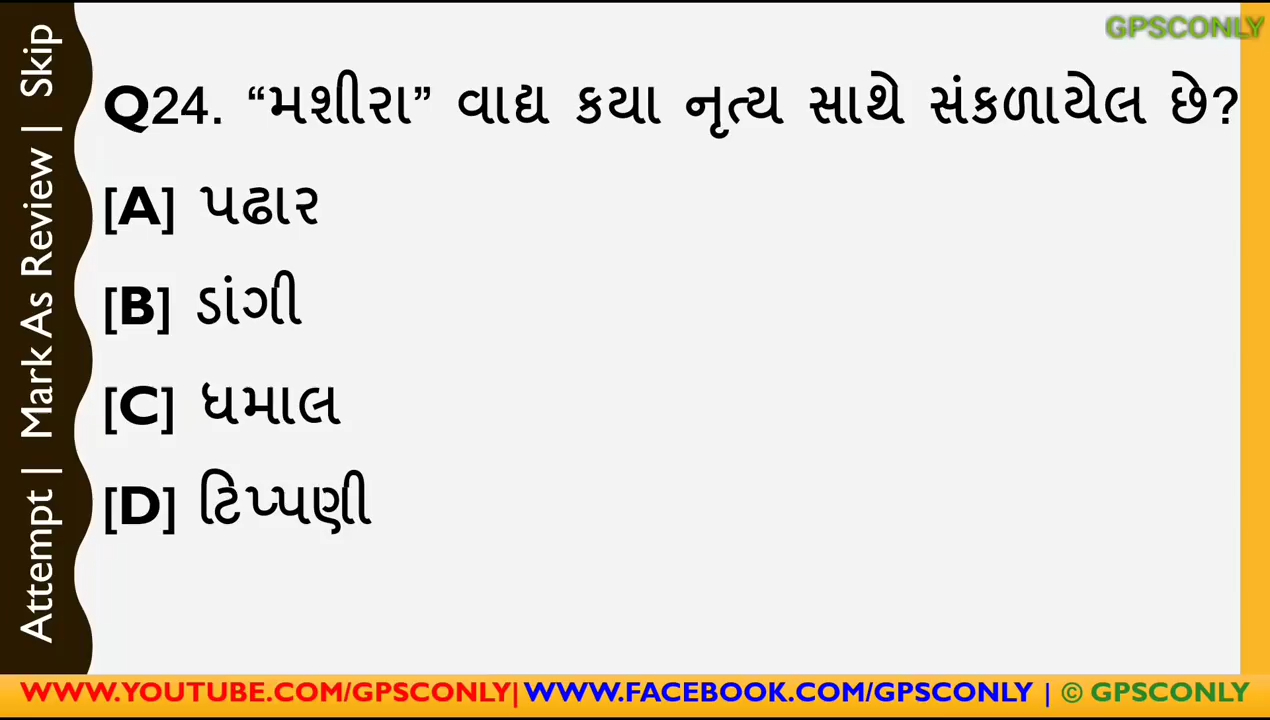 GPSCONLY
Q24. “મશીરા” વાદ્ય કયા નૃત્ય સાથે સંકળાયેલ છે?
[A] પઢાર
[B] ડાંગી
[C] ધમાલ
[D] ટિપ્પણી
Attempt | Mark As Review | Skip
WWW.YOUTUBE.COM/GPSCONLY| WWW.FACEBOOK.COM/GPSCONLY | © GPSCONLY